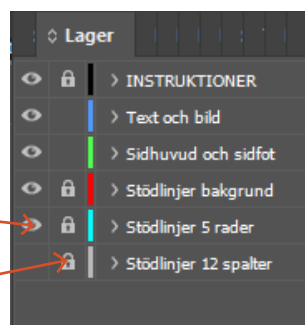 Lager
INSTRUKTIONER
Text och bild
Sidhuvud och sidfot
Stödlinjer bakgrund
Stödlinjer 5 rader
Stödlinjer 12 spalter